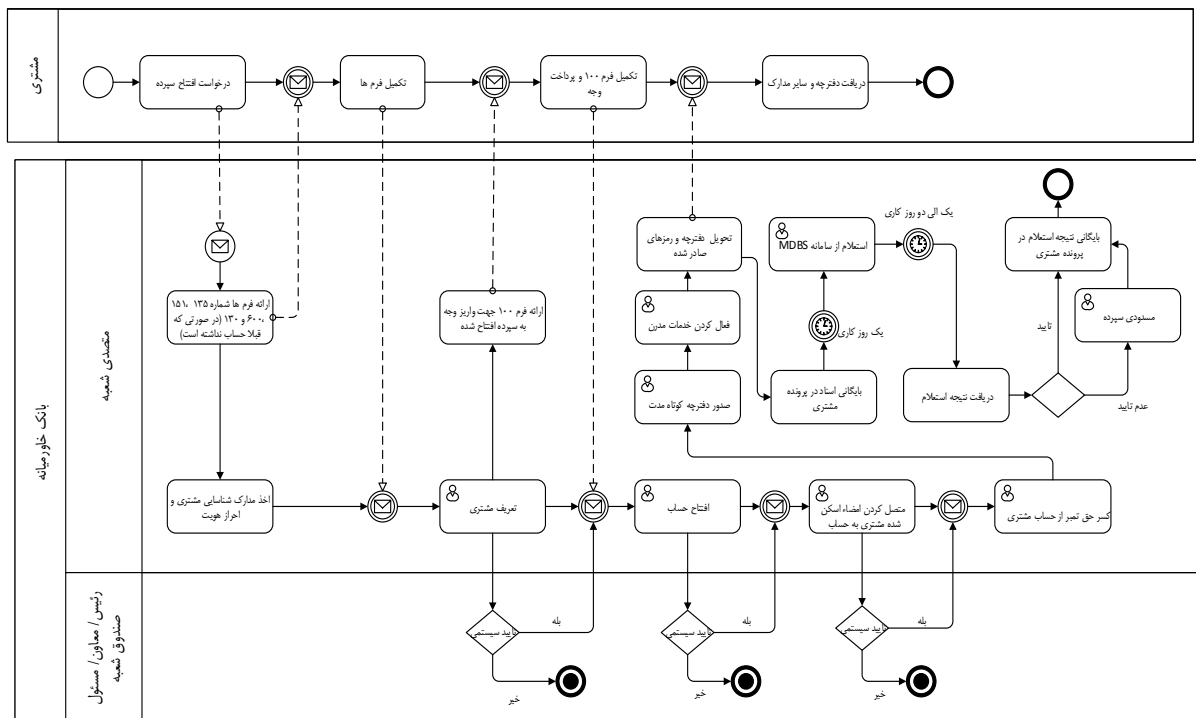 مشتری
درخواست افتتاح سپرده
تکمیل فرم ها
تکمیل فرم ۱۰۰ و پرداخت
وجه
دریافت دفترچه و سایر مدارک
بانک خاورمیانه
متصدی شعبه
ارائه فرم ها شماره ۱۳۵، ۱۵۱
،۶۰۰ و ۱۳۰ (در صورتی که
قبلا حساب نداشته است)
اخذ مدارک شناسایی مشتری و
احراز هویت
ارائه فرم ۱۰۰ جهت واریز وجه
به سپرده افتتاح شده
تعریف مشتری
تحویل دفترچه و رمزهای
صادر شده
فعال کردن خدمات مدرن
صدور دفترچه کوتاه مدت
افتتاح حساب
استعلام از سامانه MDBS
یک روز کاری
بایگانی اسناد در پرونده
مشتری
متصل کردن امضاء اسکن
شده مشتری به حساب
یک الی دو روز کاری
دریافت نتیجه استعلام
کسر حق تمبر از حساب مشتری
بایگانی نتیجه استعلام در
پرونده مشتری
تایید
مسدودی سپرده
عدم تایید
رئیس/ معاون/ مسئول
صندوق شعبه
تایید سیستمی
بله
خیر
تایید سیستمی
بله
خیر
تایید سیستمی
بله
خیر